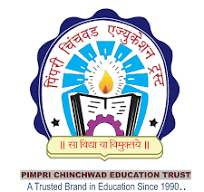 पिंपरी चिंचवड एज्युकेशन ट्रस्ट
॥ सा विद्या या विमुक्तये ॥
PIMPRI CHINCHWAD EDUCATION TRUST
A Trusted Brand in Education Since 1990..